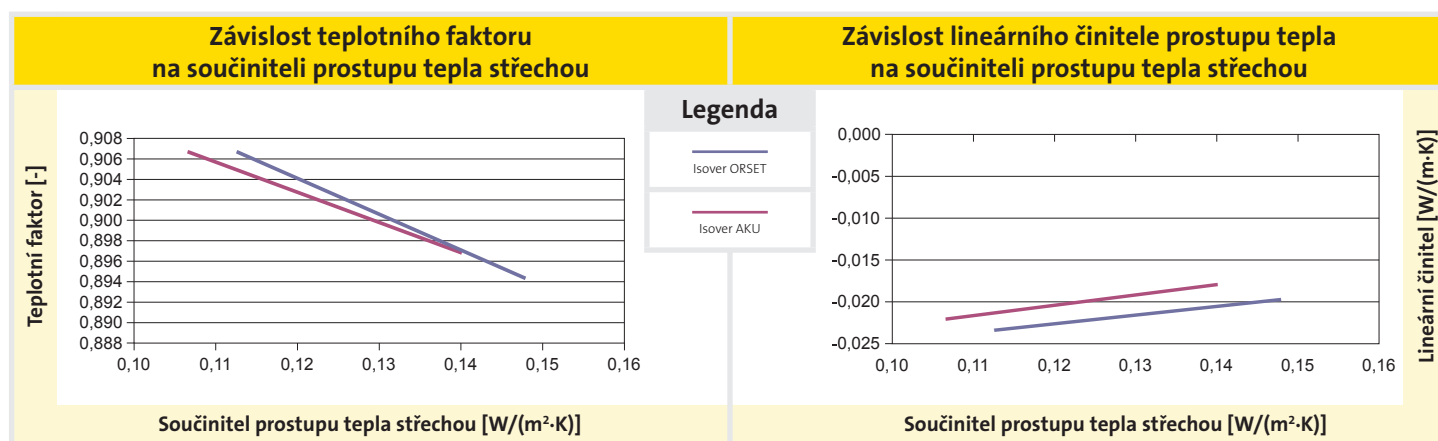 Závislost teplotního faktoru
na součiniteli prostupu tepla střechou
Teplotní faktor [-]
0,908
0,906
0,904
0,902
0,900
0,898
0,896
0,894
0,892
0,890
0,888
0,10 0,11 0,12 0,13 0,14 0,15 0,16
Součinitel prostupu tepla střechou [W/(m²·K)]
Legenda
Isover ORSET
Isover AKU
Závislost lineárního činitele prostupu tepla
na součiniteli prostupu tepla střechou
0,000
-0,005
-0,010
-0,015
-0,020
-0,025
0,10 0,11 0,12 0,13 0,14 0,15 0,16
Lineární činitel [W/(m·K)]
Součinitel prostupu tepla střechou [W/(m²·K)]